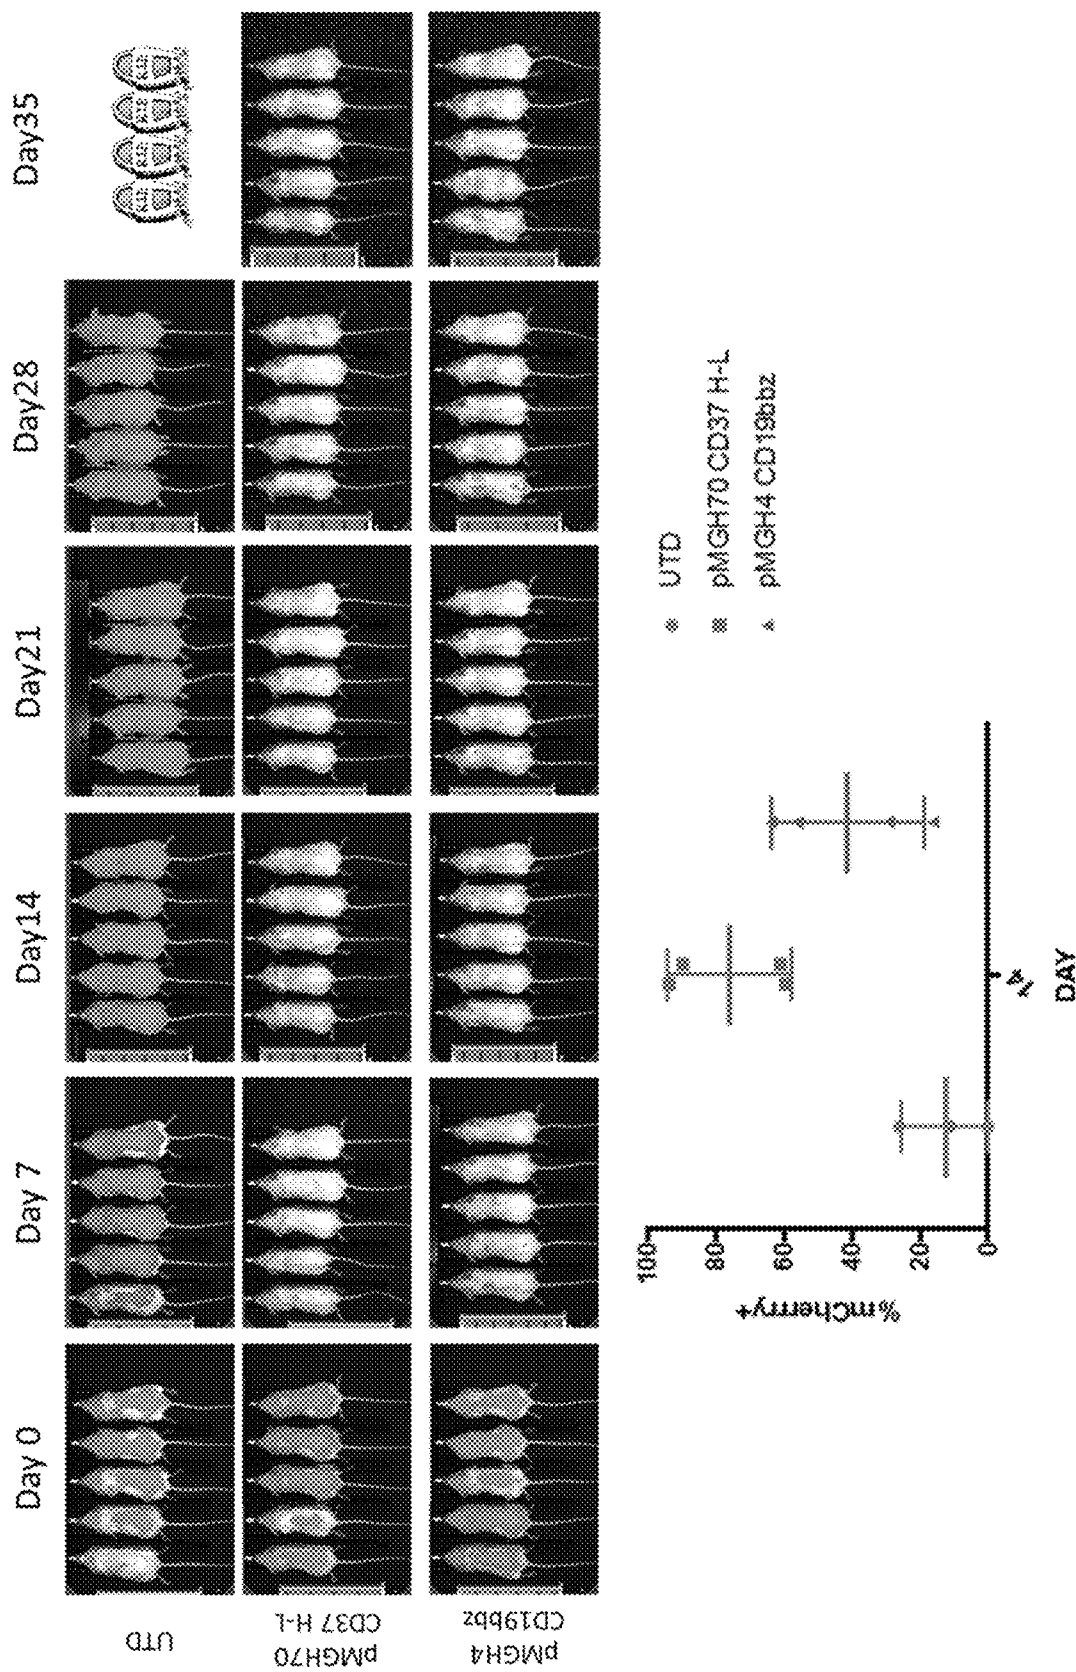 Day 0
Day 7
Day14
Day21
Day28
Day35
UTD
pMGH70
CD37 H-L
pMGH4
CD19bbz
UTD
pMGH70 CD37 H-L
pMGH4 CD19bbz
%mCherry+
100
80
60
40
20
0
14
DAY